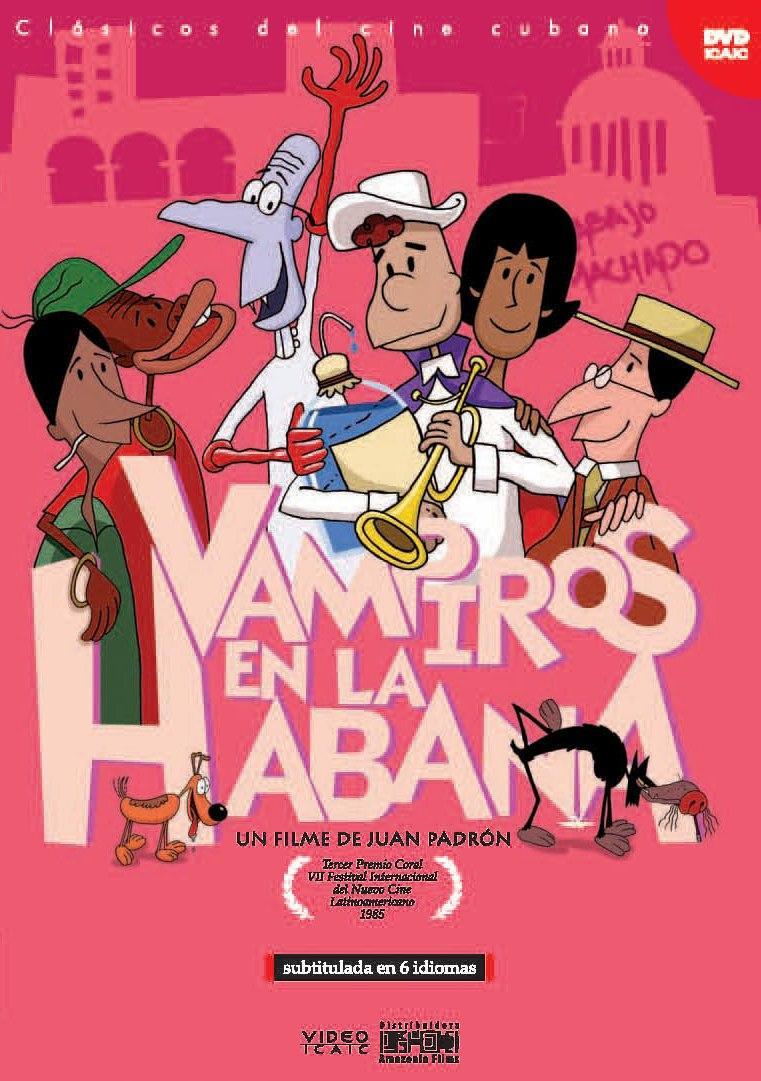 Clásicos del cine cubano
DVD
ICAIC
ABAJO
MACHADO
VAMPIROS
EN LA
HABANA
UN FILME DE JUAN PADRÓN
Tercer Premio Coral
VII Festival Internacional
del Nuevo Cine
Latinoamericano
1985
subtitulada en 6 idiomas
VIDEO
ICAIC
Distribuidora
Amazonia Films